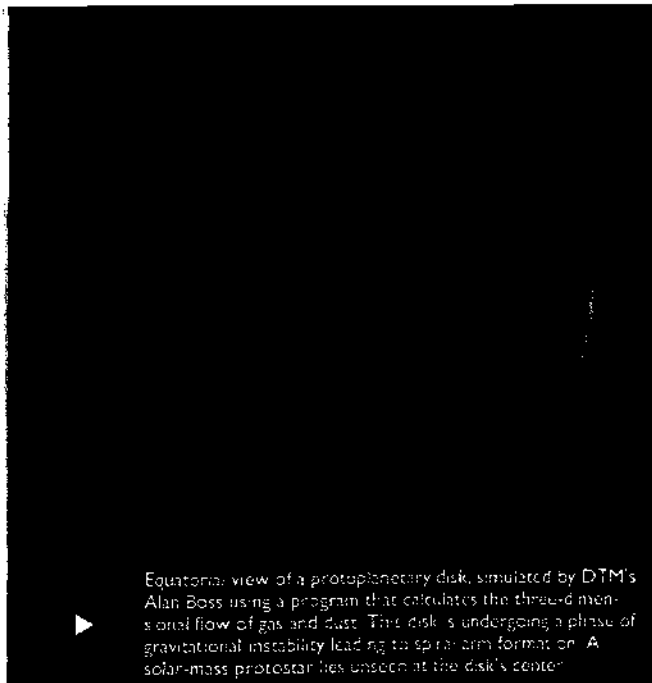 Equatorial view of a protoplanetary disk, simulated by DTM's
Alan Boss using a program that calculates the three-dimen-
sional flow of gas and dust. This disk is undergoing a phase of
gravitational instability leading to spiral arm formation. A
solar-mass protostar lies unseen at the disk's center.